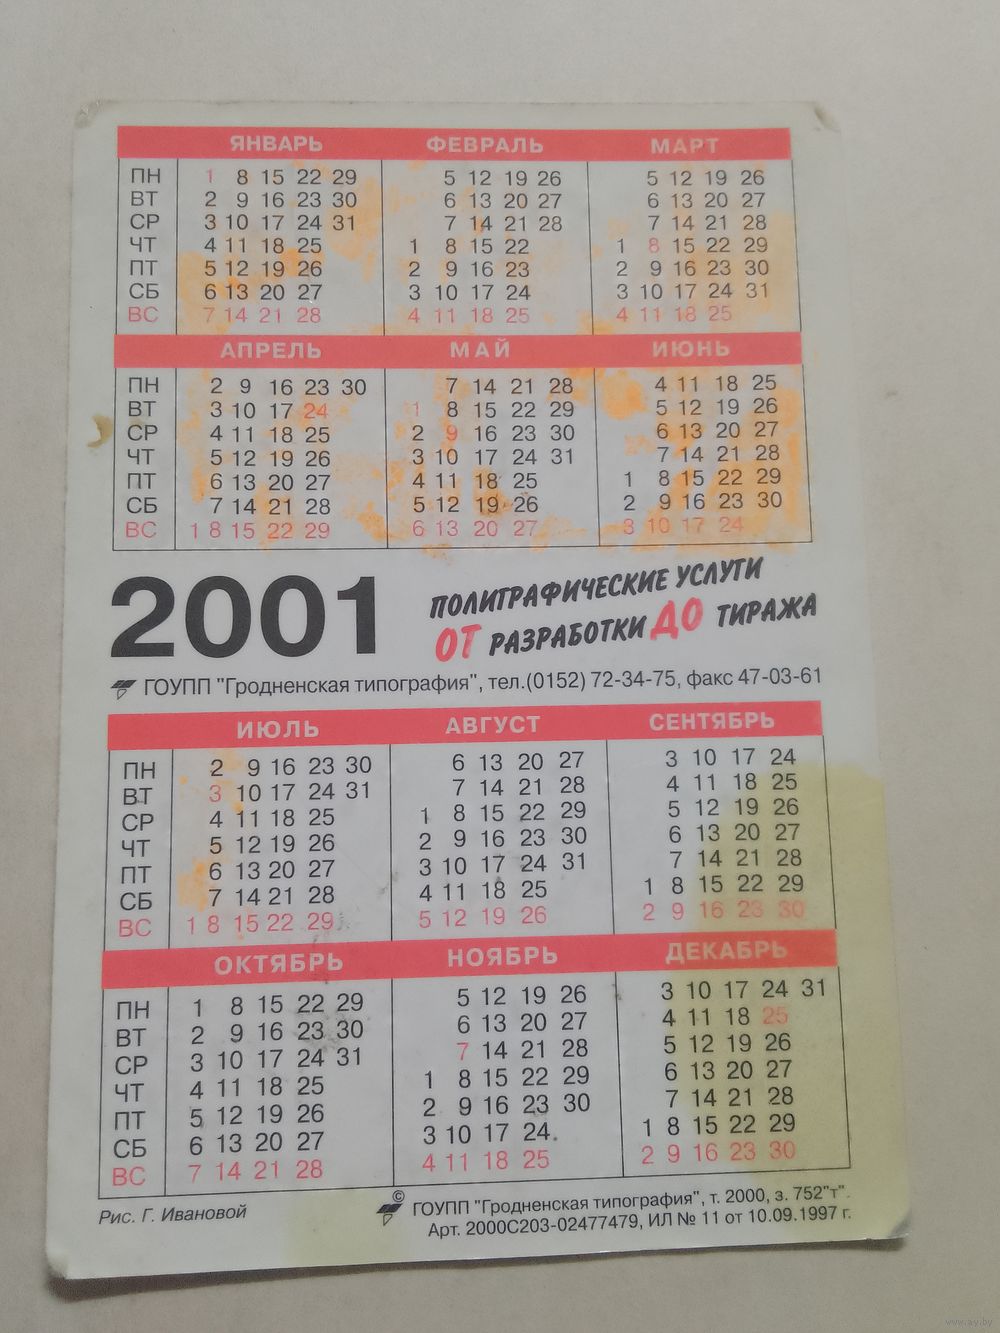 ЯНВАРЬ ФЕВРАЛЬ МАРТ
ПН 1 8 15 22 29 5 12 19 26 5 12 19 26
ВТ 2 9 16 23 30 6 13 20 27 6 13 20 27
СР 3 10 17 24 31 7 14 21 28 7 14 21 28
ЧТ 4 11 18 25 1 8 15 22 1 8 15 22 29
ПТ 5 12 19 26 2 9 16 23 2 9 16 23 30
СБ 6 13 20 27 3 10 17 24 3 10 17 24 31
ВС 7 14 21 28 4 11 18 25 4 11 18 25
АПРЕЛЬ МАЙ ИЮНЬ
ПН 2 9 16 23 30 7 14 21 28 4 11 18 25
ВТ 3 10 17 24 1 8 15 22 29 5 12 19 26
СР 4 11 18 25 2 9 16 23 30 6 13 20 27
ЧТ 5 12 19 26 3 10 17 24 31 7 14 21 28
ПТ 6 13 20 27 4 11 18 25 1 8 15 22 29
СБ 7 14 21 28 5 12 19 26 2 9 16 23 30
ВС 1 8 15 22 29 6 13 20 27 3 10 17 24
2001
ПОЛИГРАФИЧЕСКИЕ УСЛУГИ
ОТ РАЗРАБОТКИ ДО ТИРАЖА
ГОУПП "Гродненская типография", тел.(0152) 72-34-75, факс 47-03-61
ИЮЛЬ АВГУСТ СЕНТЯБРЬ
ПН 2 9 16 23 30 6 13 20 27 3 10 17 24
ВТ 3 10 17 24 31 7 14 21 28 4 11 18 25
СР 4 11 18 25 1 8 15 22 29 5 12 19 26
ЧТ 5 12 19 26 2 9 16 23 30 6 13 20 27
ПТ 6 13 20 27 3 10 17 24 31 7 14 21 28
СБ 7 14 21 28 4 11 18 25 1 8 15 22 29
ВС 1 8 15 22 29 5 12 19 26 2 9 16 23 30
ОКТЯБРЬ НОЯБРЬ ДЕКАБРЬ
ПН 1 8 15 22 29 5 12 19 26 3 10 17 24 31
ВТ 2 9 16 23 30 6 13 20 27 4 11 18 25
СР 3 10 17 24 31 7 14 21 28 5 12 19 26
ЧТ 4 11 18 25 1 8 15 22 29 6 13 20 27
ПТ 5 12 19 26 2 9 16 23 30 7 14 21 28
СБ 6 13 20 27 3 10 17 24 1 8 15 22 29
ВС 7 14 21 28 4 11 18 25 2 9 16 23 30
Рис. Г. Ивановой
© ГОУПП "Гродненская типография", т. 2000, з. 752"т".
Арт. 2000С203-02477479, ИЛ № 11 от 10.09.1997 г.
www.ay.by